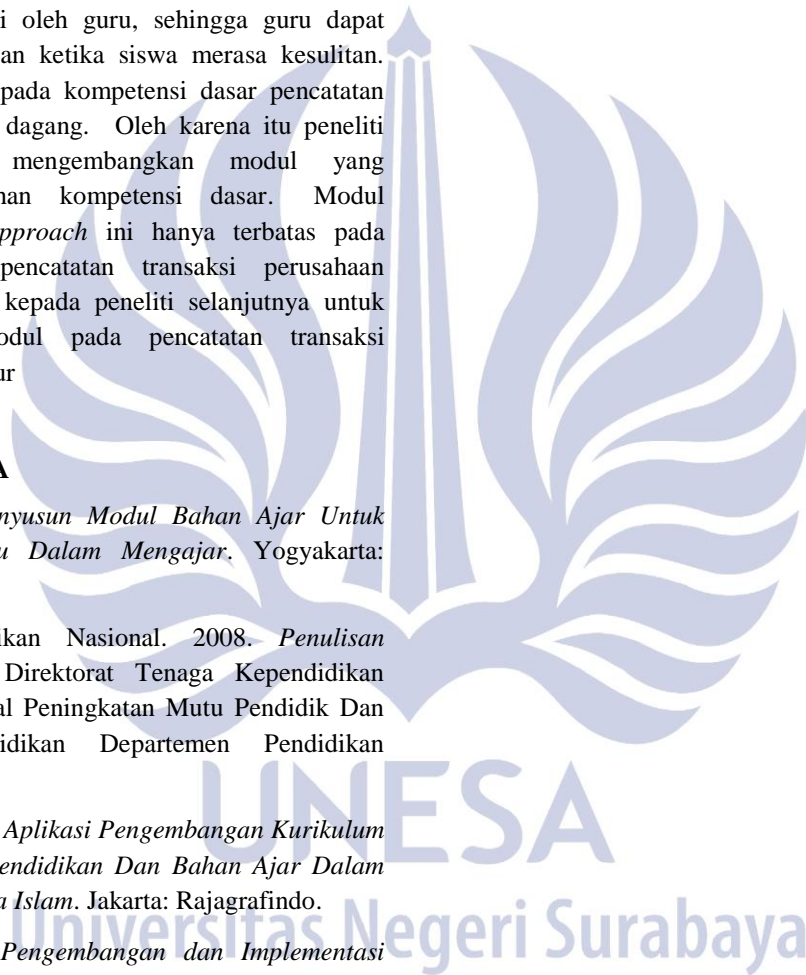 i oleh guru, sehingga guru dapat
an ketika siswa merasa kesulitan.
pada kompetensi dasar pencatatan
dagang. Oleh karena itu peneliti
mengembangkan modul yang
nan kompetensi dasar. Modul
pproach ini hanya terbatas pada
pencatatan transaksi perusahaan
kepada peneliti selanjutnya untuk
odul pada pencatatan transaksi
ur
A
nyusun Modul Bahan Ajar Untuk
u Dalam Mengajar. Yogyakarta:
ikan Nasional. 2008. Penulisan
Direktorat Tenaga Kependidikan
al Peningkatan Mutu Pendidik Dan
didikan Departemen Pendidikan
Aplikasi Pengembangan Kurikulum
endidikan Dan Bahan Ajar Dalam
a Islam. Jakarta: Rajagrafindo.
Pengembangan dan Implementasi
UNESA
Universitas Negeri Surabaya